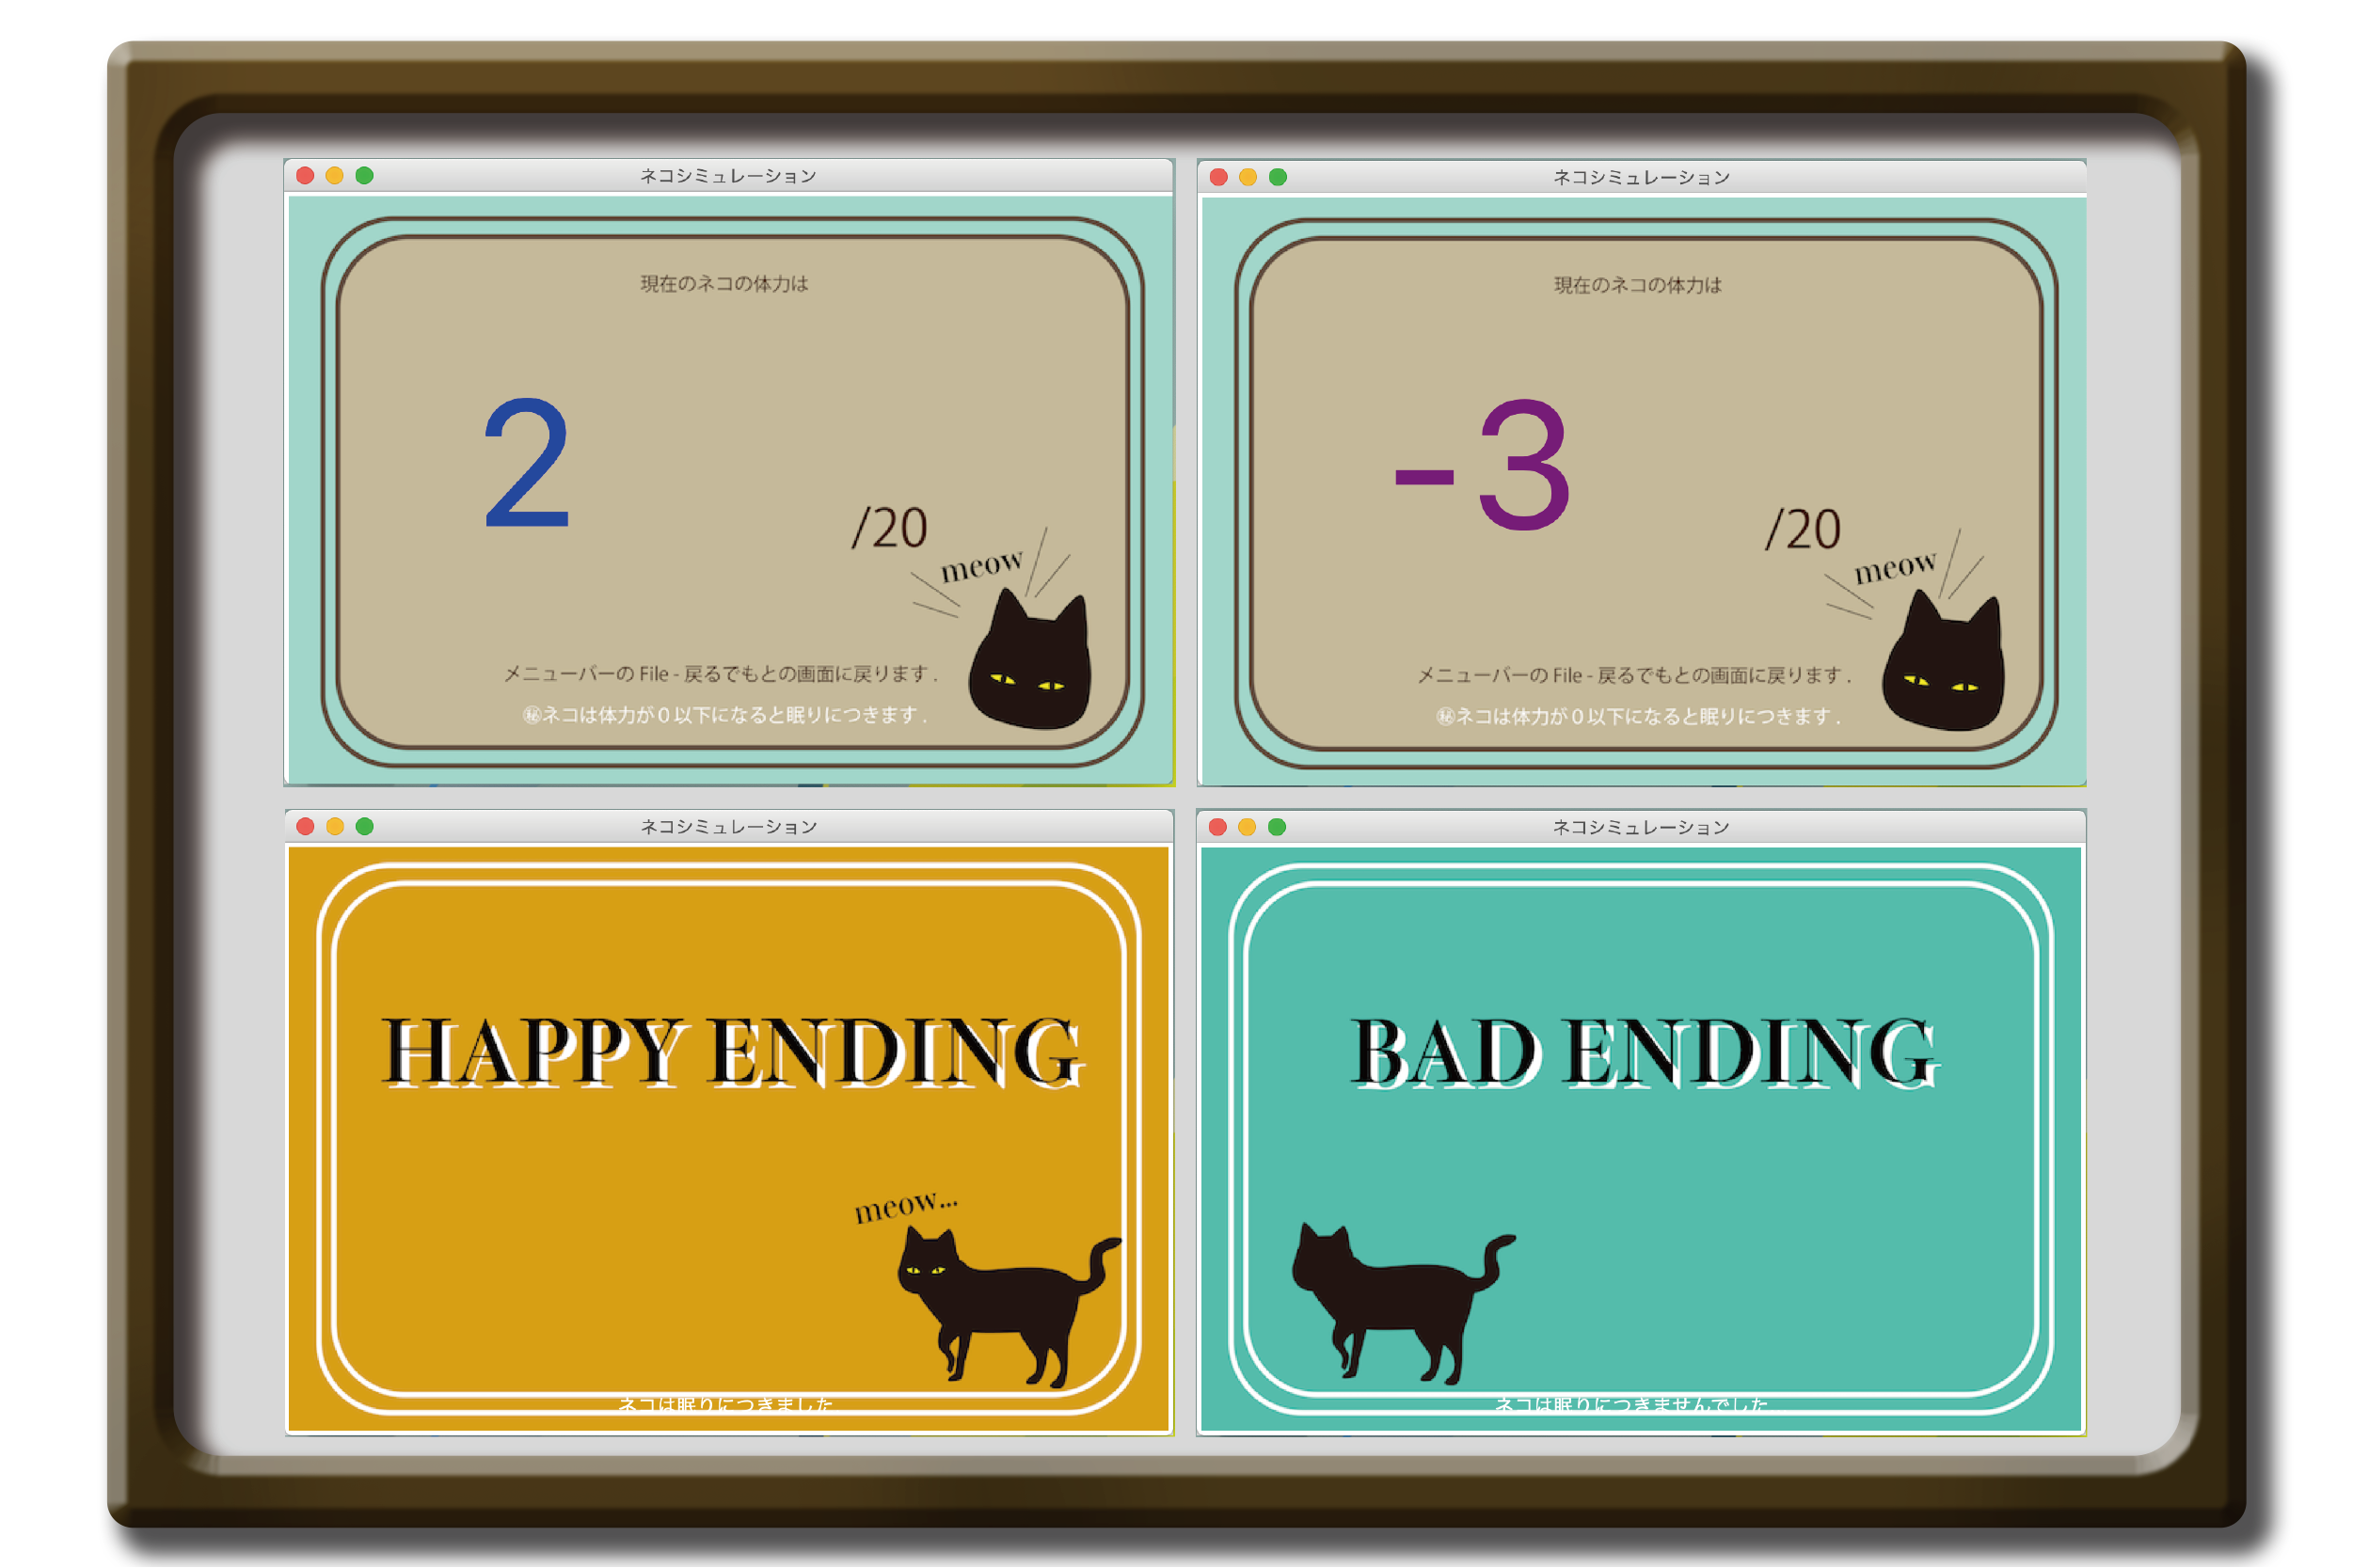 ネコシミュレーション
現在のネコの体力は
2
/20
meow
メニューバーの File - 戻るでもとの画面に戻ります .
㊙ネコは体力が0以下になると眠りにつきます .
ネコシミュレーション
現在のネコの体力は
-3
/20
meow
メニューバーの File - 戻るでもとの画面に戻ります .
㊙ネコは体力が0以下になると眠りにつきます .
ネコシミュレーション
HAPPY ENDING
meow...
ネコは眠りにつきました
ネコシミュレーション
BAD ENDING
ネコは眠りにつきませんでした